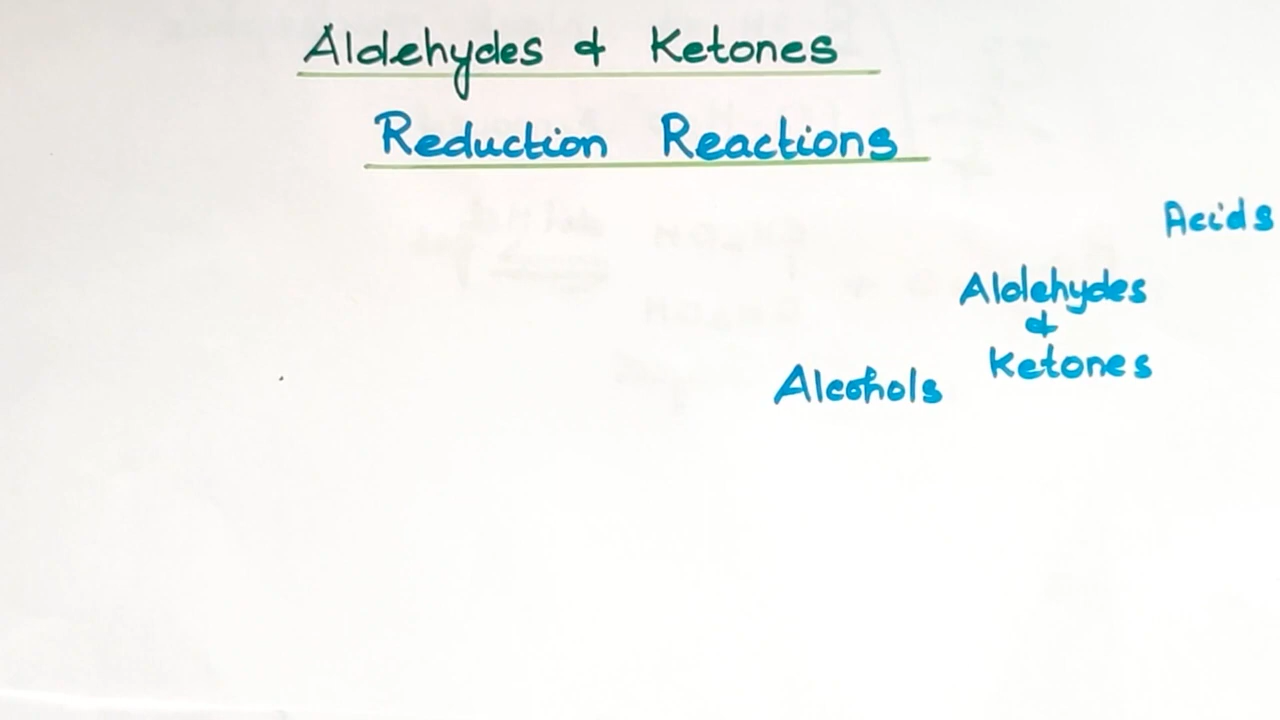 Aldehydes & Ketones
Reduction Reactions
Acids
Aldehydes
&
Ketones
Alcohols